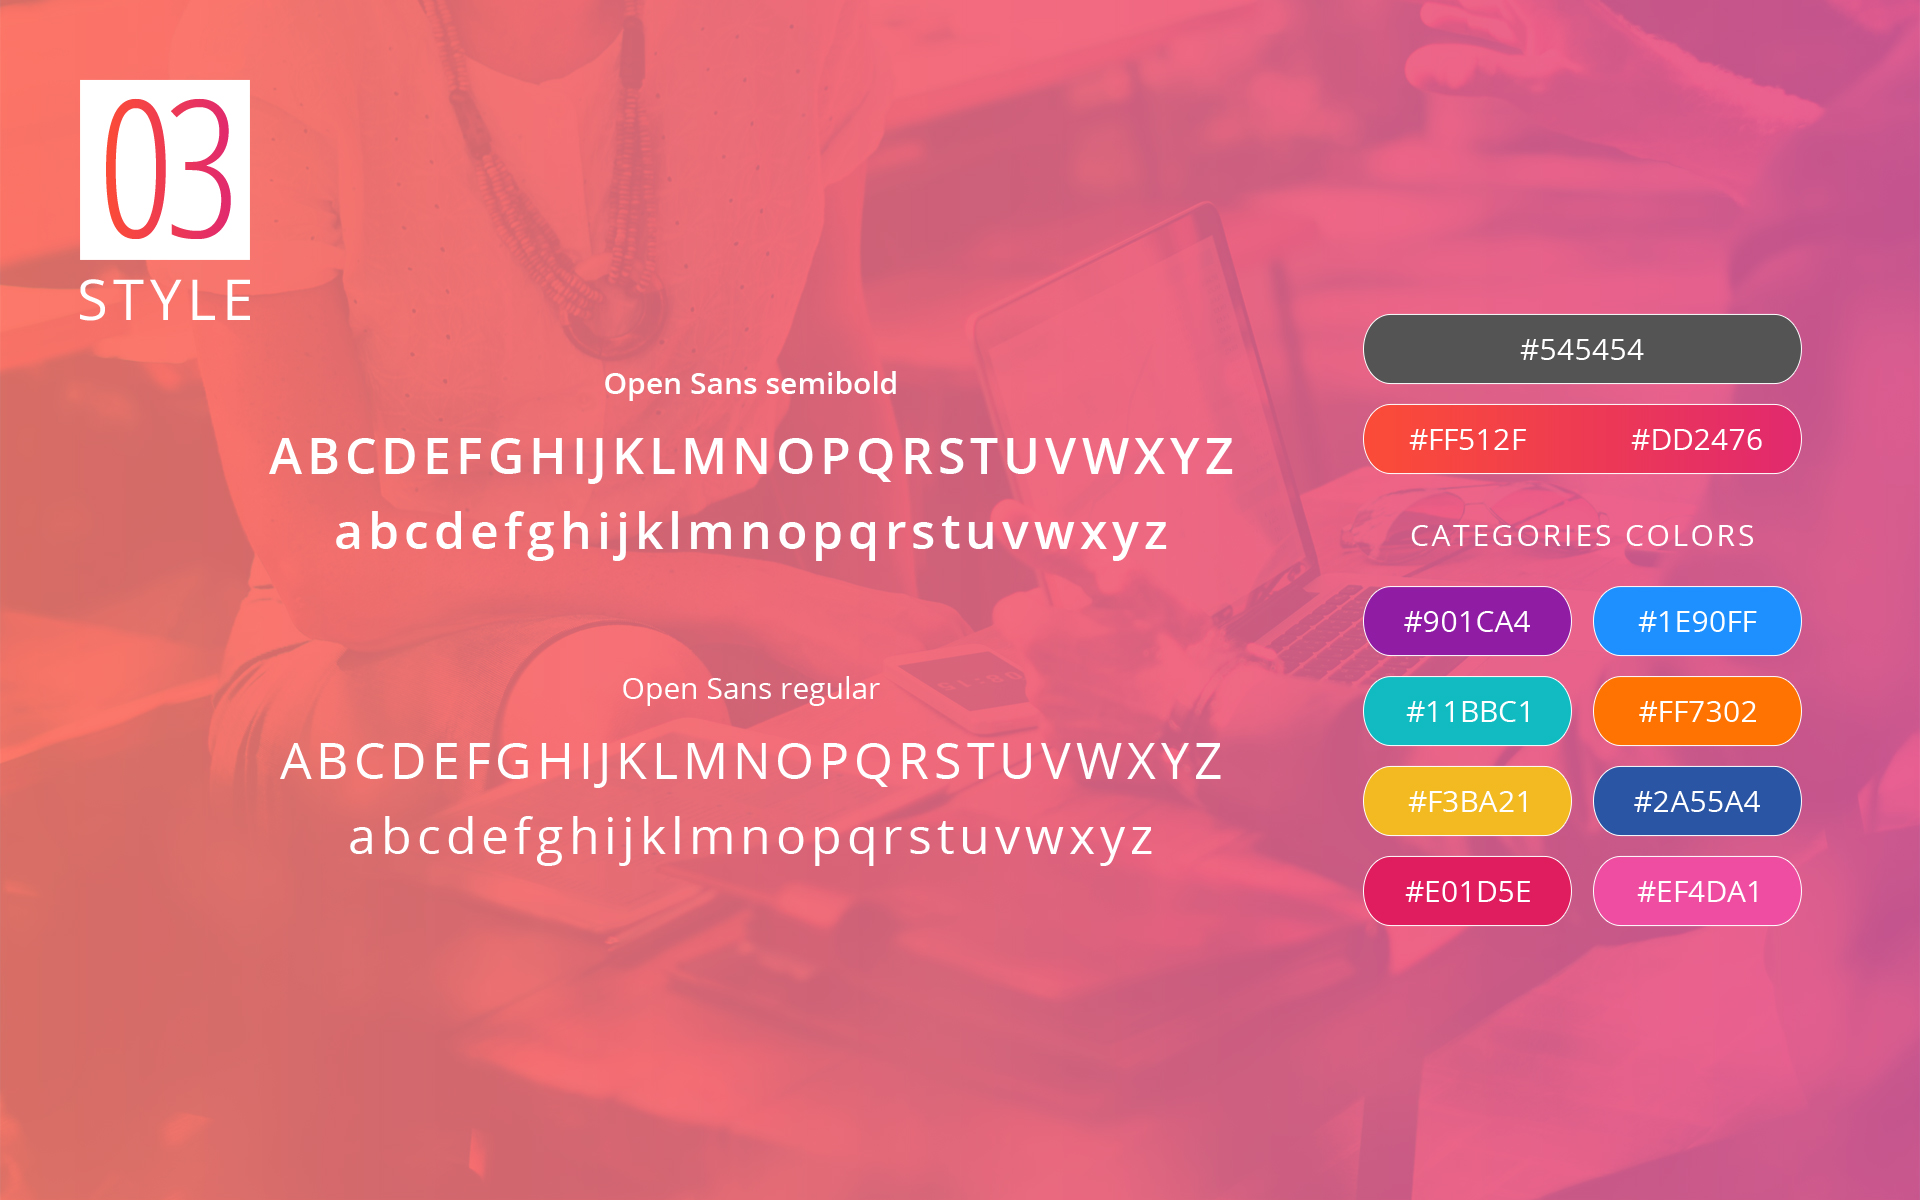 03
STYLE
Open Sans semibold
ABCDEFGHIJKLMNOPQRSTUVWXYZ
abcdefghijklmnopqrstuvwxyz
Open Sans regular
ABCDEFGHIJKLMNOPQRSTUVWXYZ
abcdefghijklmnopqrstuvwxyz
#545454
#FF512F #DD2476
CATEGORIES COLORS
#901CA4 #1E90FF
#11BBC1 #FF7302
#F3BA21 #2A55A4
#E01D5E #EF4DA1